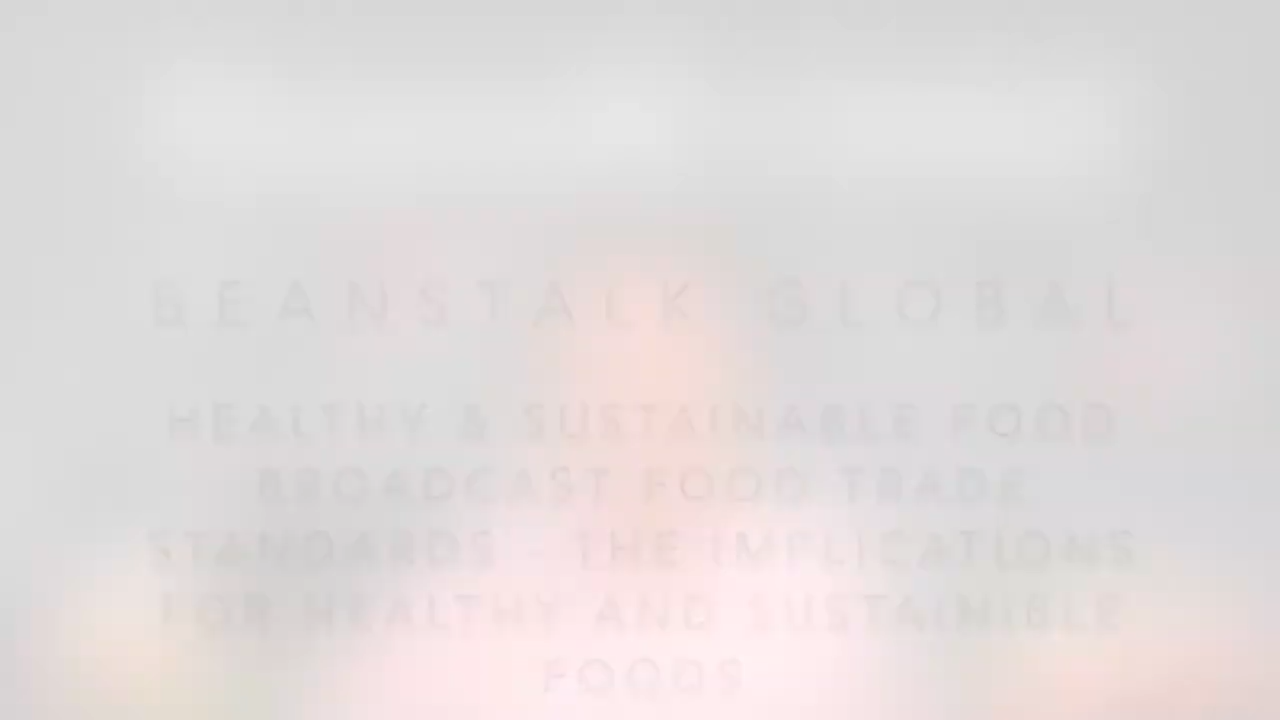 BEANSTALK GLOBAL
HEALTHY & SUSTAINABLE FOOD
BROADCAST FOOD TRADE
STANDARDS - THE IMPLICATIONS
FOR HEALTHY AND SUSTAINIBLE
FOODS